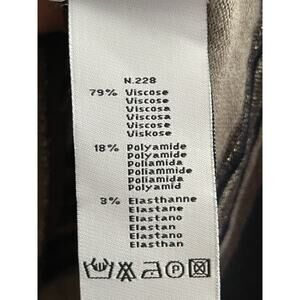 N.228
79% Viscose
Viscose
Viscosa
Viscosa
Viscose
Viskose
18% Polyamide
Polyamide
Poliamida
Poliammide
Poliamida
Polyamid
3% Elasthanne
Elastane
Elastano
Elastan
Elastano
Elasthan
P